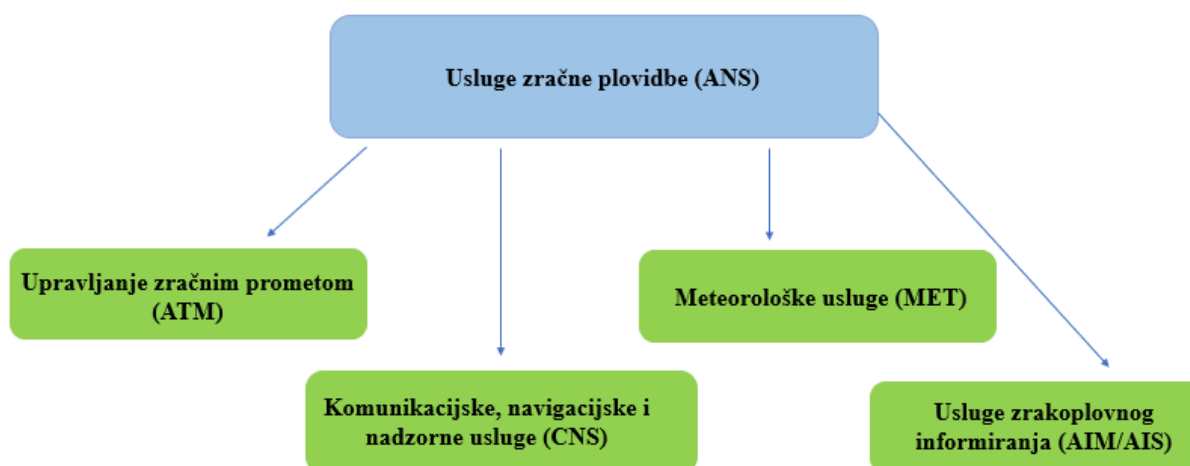 Usluge zračne plovidbe (ANS)
Upravljanje zračnim prometom
(ATM)
Meteorološke usluge (MET)
Komunikacijske, navigacijske i
nadzorne usluge (CNS)
Usluge zrakoplovnog
informiranja (AIM/AIS)